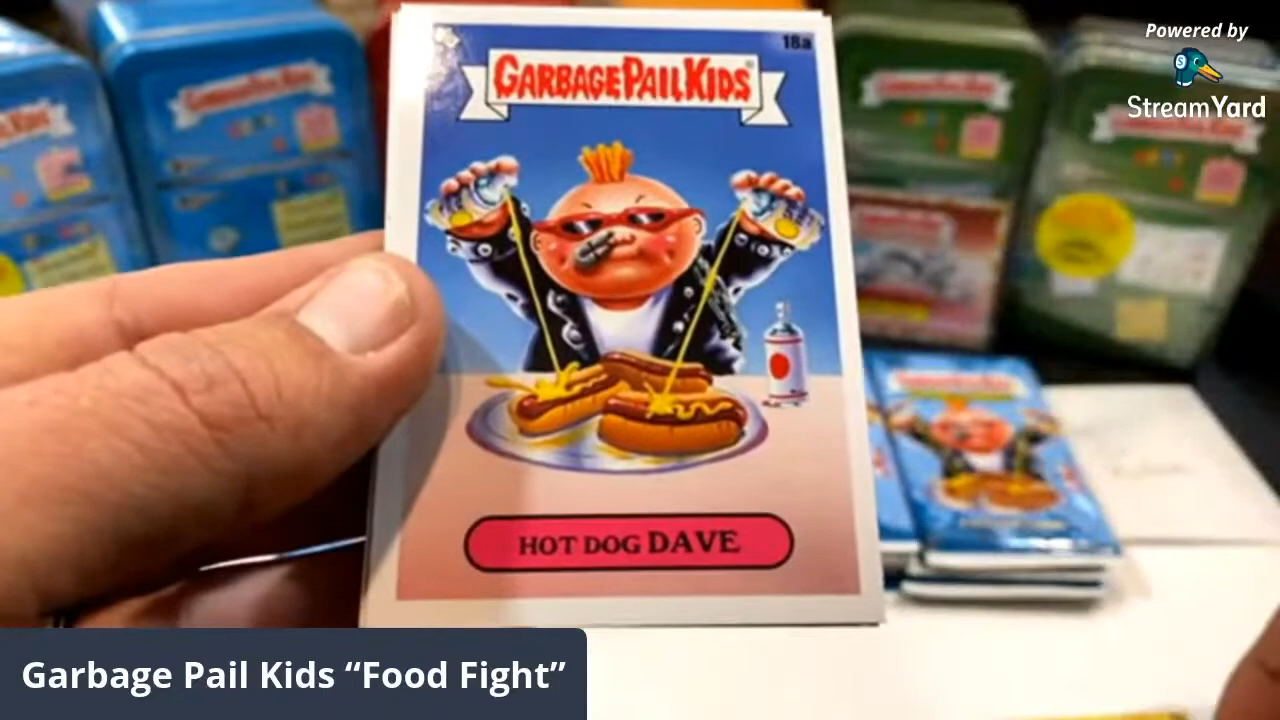 Powered by
StreamYard
18a
GARBAGE PAIL KIDS
HOT DOG DAVE
Garbage Pail Kids “Food Fight”